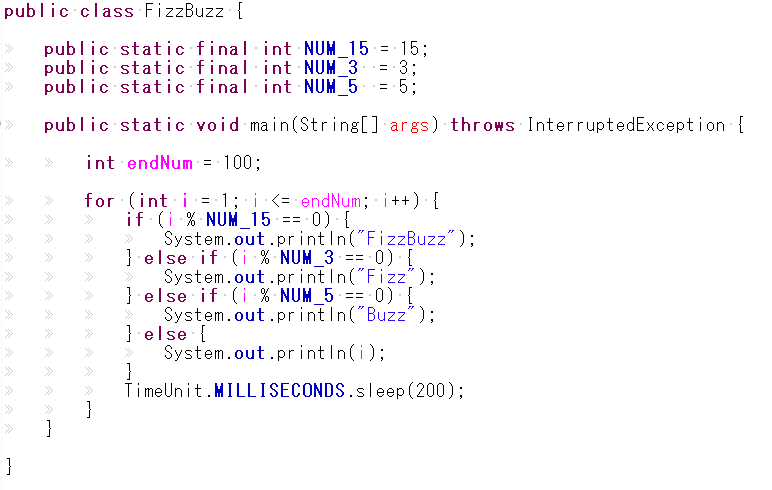 public class FizzBuzz {
public static final int NUM_15 = 15;
public static final int NUM_3  = 3;
public static final int NUM_5  = 5;
public static void main(String[] args) throws InterruptedException {
int endNum = 100;
for (int i = 1; i <= endNum; i++) {
if (i % NUM_15 == 0) {
System.out.println("FizzBuzz");
} else if (i % NUM_3 == 0) {
System.out.println("Fizz");
} else if (i % NUM_5 == 0) {
System.out.println("Buzz");
} else {
System.out.println(i);
}
TimeUnit.MILLISECONDS.sleep(200);
}
}
}